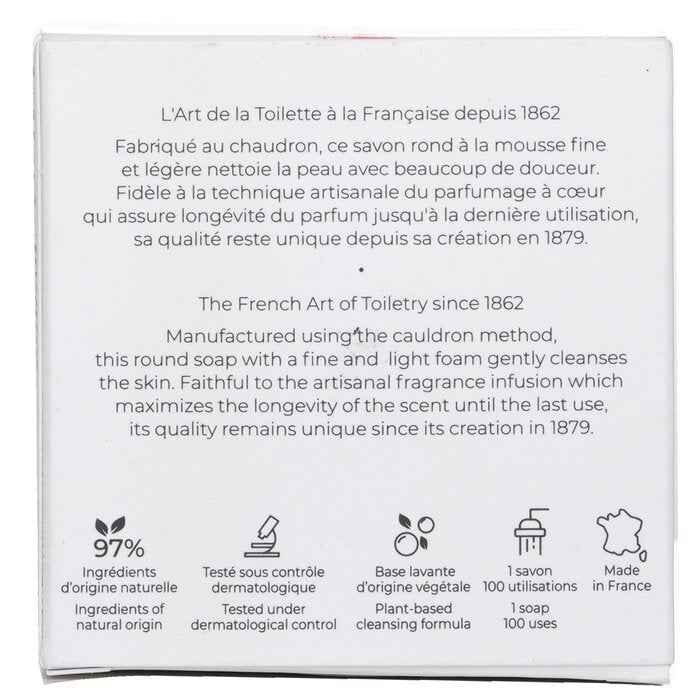 L'Art de la Toilette à la Française depuis 1862
Fabriqué au chaudron, ce savon rond à la mousse fine
et légère nettoie la peau avec beaucoup de douceur.
Fidèle à la technique artisanale du parfumage à cœur
qui assure longévité du parfum jusqu'à la dernière utilisation,
sa qualité reste unique depuis sa création en 1879.
The French Art of Toiletry since 1862
Manufactured using the cauldron method,
this round soap with a fine and light foam gently cleanses
the skin. Faithful to the artisanal fragrance infusion which
maximizes the longevity of the scent until the last use,
its quality remains unique since its creation in 1879.
97%
Ingrédients
d'origine naturelle
Ingredients of
natural origin
Testé sous contrôle
dermatologique
Tested under
dermatological control
Base lavante
d'origine végétale
Plant-based
cleansing formula
1 savon
100 utilisations
1 soap
100 uses
Made
in France